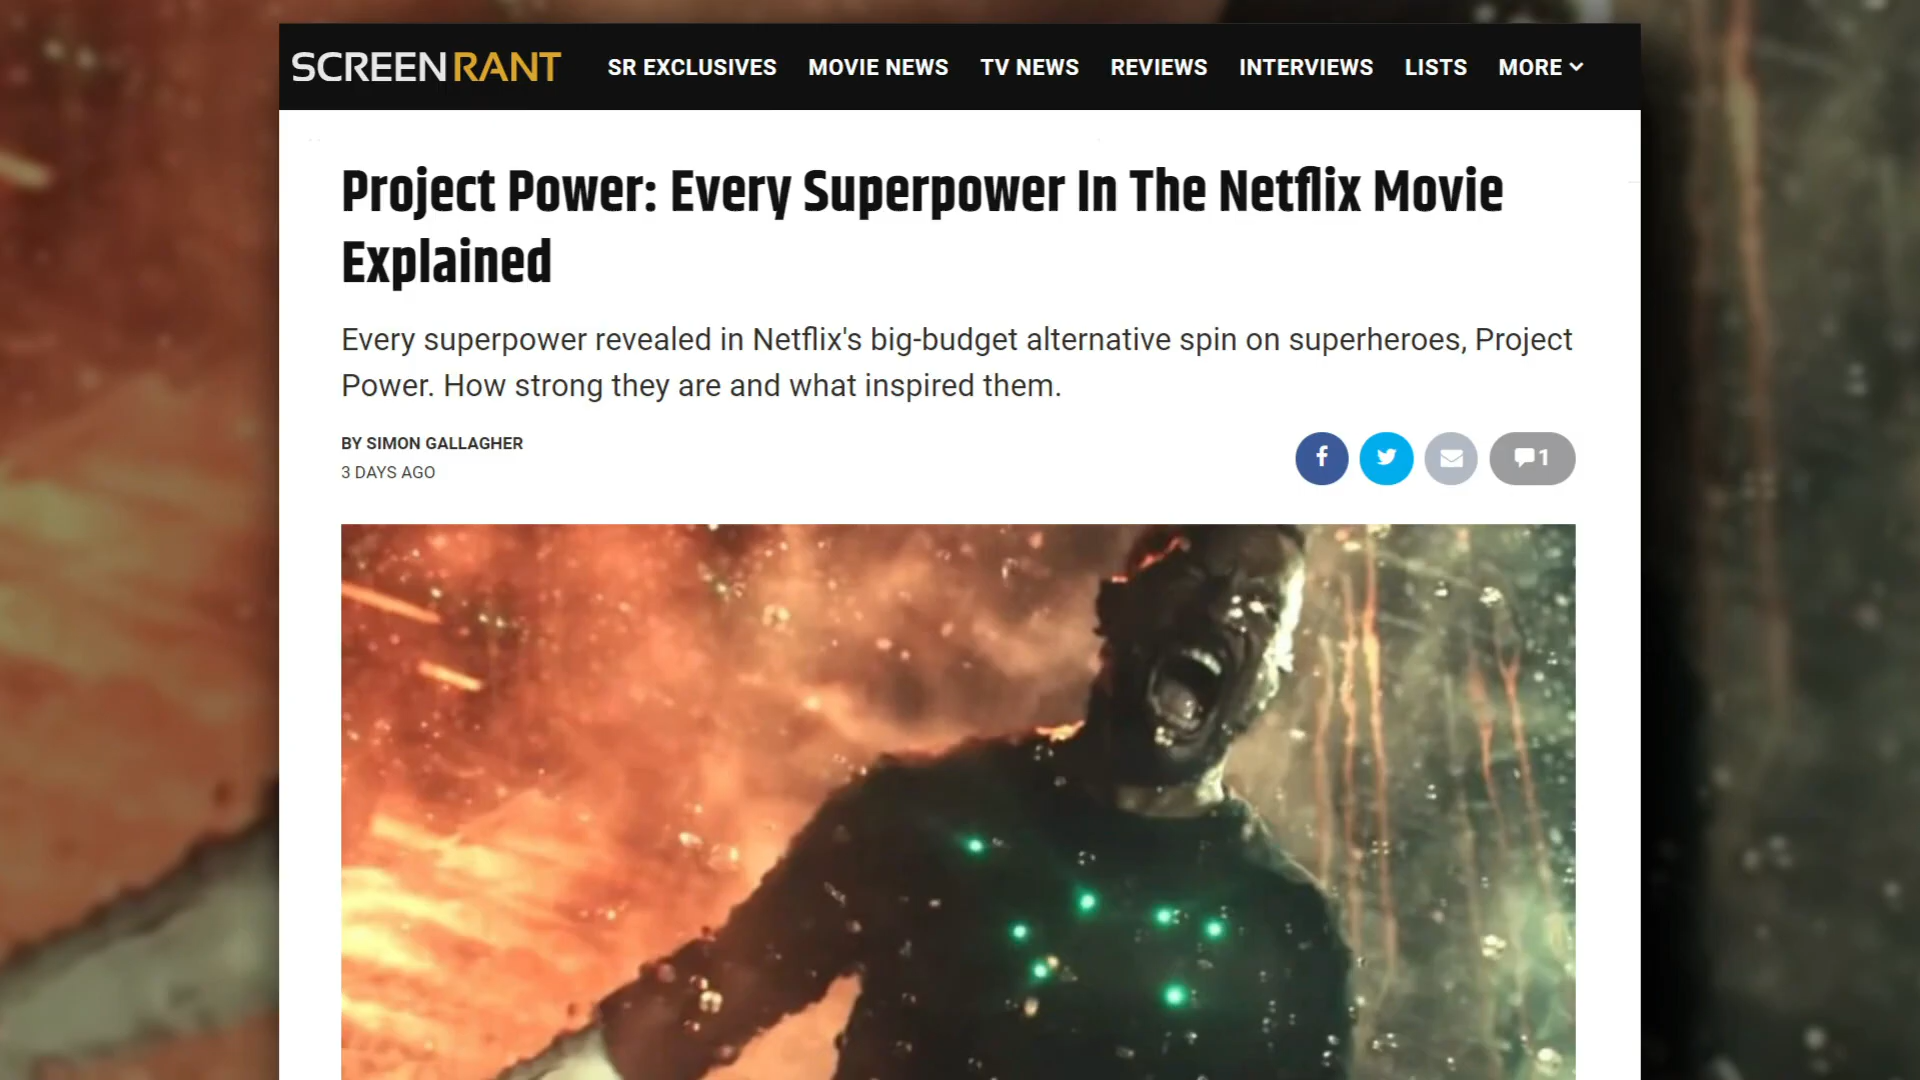 SCREENRANT
SR EXCLUSIVES MOVIE NEWS TV NEWS REVIEWS INTERVIEWS LISTS MORE
Project Power: Every Superpower In The Netflix Movie
Explained
Every superpower revealed in Netflix's big-budget alternative spin on superheroes, Project
Power. How strong they are and what inspired them.
BY SIMON GALLAGHER
3 DAYS AGO
1